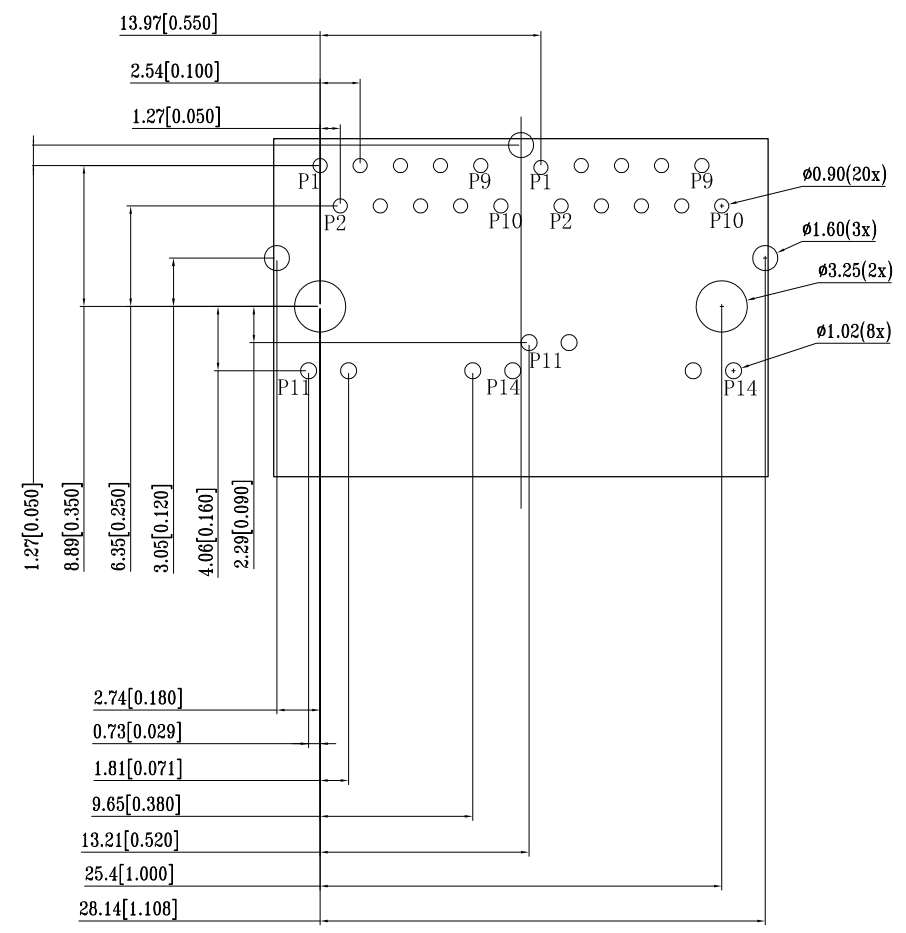 13.97[0.550]
2.54[0.100]
1.27[0.050]
P1
P9
P1
P9
ø0.90(20x)
P2
P10
P2
P10
ø1.60(3x)
ø3.25(2x)
ø1.02(8x)
P11
P11
P14
P14
1.27[0.050]
8.89[0.350]
6.35[0.250]
3.05[0.120]
4.06[0.160]
2.29[0.090]
2.74[0.180]
0.73[0.029]
1.81[0.071]
9.65[0.380]
13.21[0.520]
25.4[1.000]
28.14[1.108]